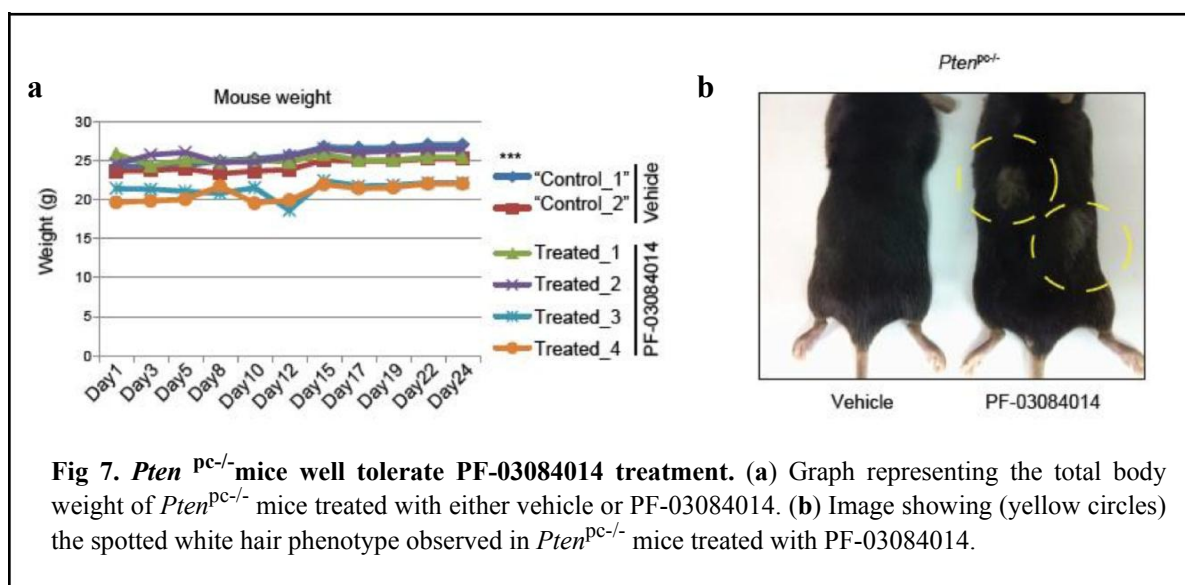 Pten^pc-/-
a
b
Mouse weight
30
25
20
15
10
5
0
Weight (g)
Day1 Day3 Day5 Day8 Day10 Day12 Day15 Day17 Day19 Day22 Day24
***
"Control_1"
"Control_2"
Vehicle
Treated_1
Treated_2
Treated_3
Treated_4
PF-03084014
Vehicle PF-03084014
Fig 7. Pten ^pc-/- mice well tolerate PF-03084014 treatment. (a) Graph representing the total body
weight of Pten^pc-/- mice treated with either vehicle or PF-03084014. (b) Image showing (yellow circles)
the spotted white hair phenotype observed in Pten^pc-/- mice treated with PF-03084014.